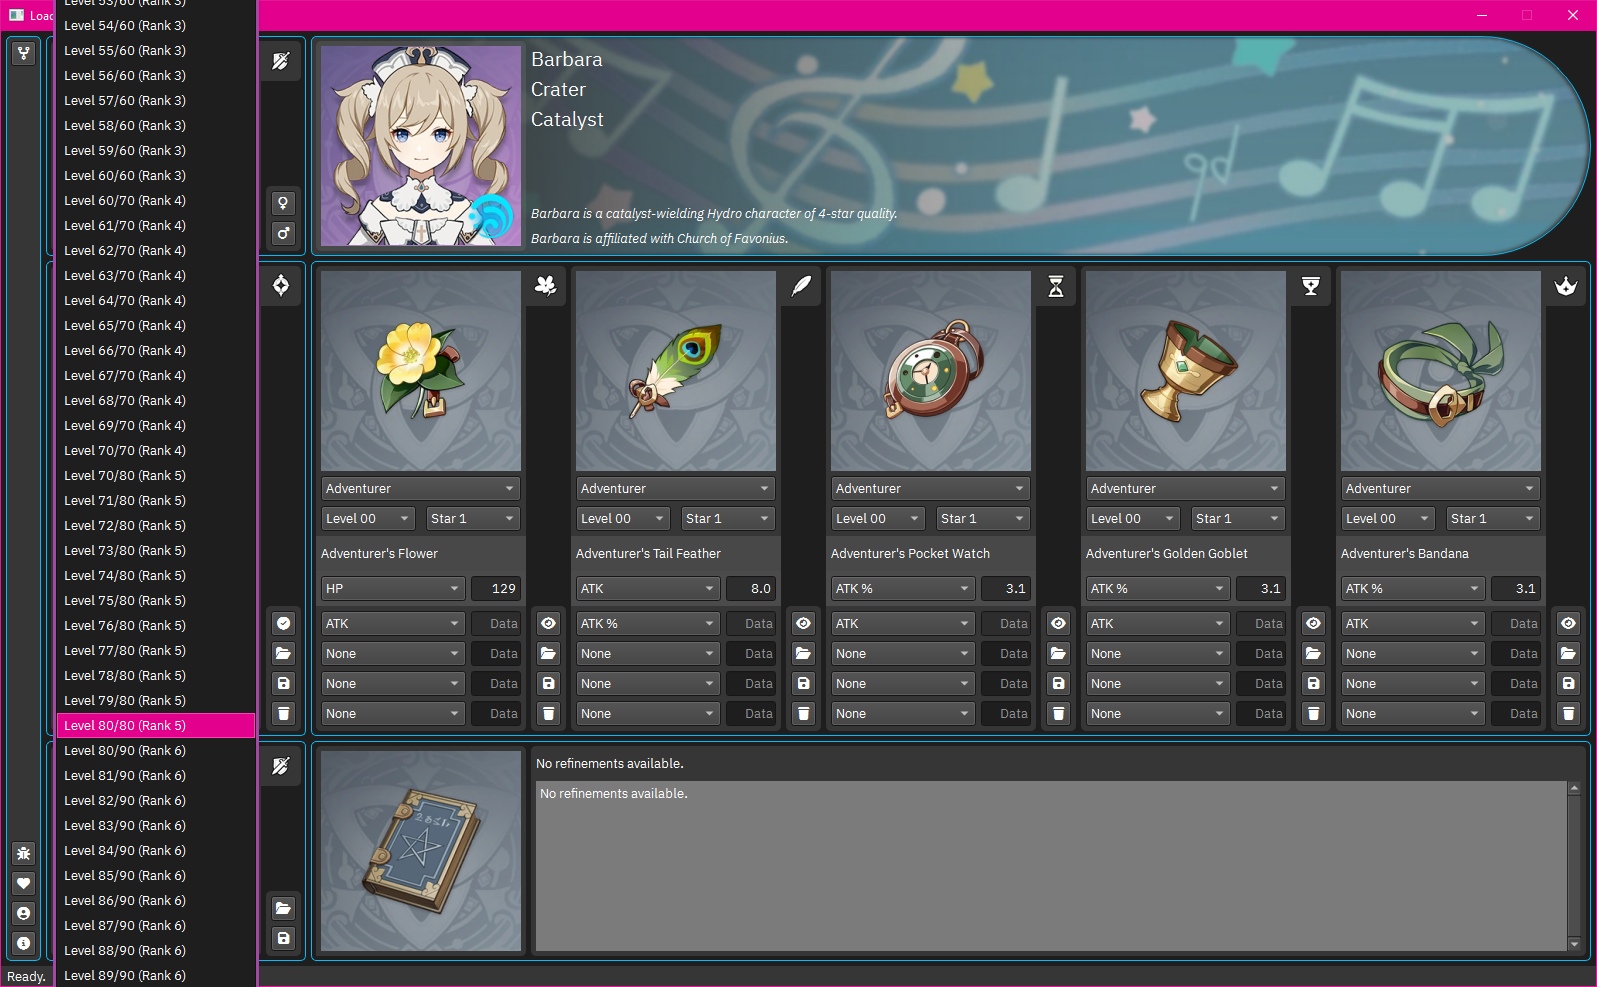 Load
Level 53/60 (Rank 3)
Level 54/60 (Rank 3)
Level 55/60 (Rank 3)
Level 56/60 (Rank 3)
Level 57/60 (Rank 3)
Level 58/60 (Rank 3)
Level 59/60 (Rank 3)
Level 60/60 (Rank 3)
Level 60/70 (Rank 4)
Level 61/70 (Rank 4)
Level 62/70 (Rank 4)
Level 63/70 (Rank 4)
Level 64/70 (Rank 4)
Level 65/70 (Rank 4)
Level 66/70 (Rank 4)
Level 67/70 (Rank 4)
Level 68/70 (Rank 4)
Level 69/70 (Rank 4)
Level 70/70 (Rank 4)
Level 70/80 (Rank 5)
Level 71/80 (Rank 5)
Level 72/80 (Rank 5)
Level 73/80 (Rank 5)
Level 74/80 (Rank 5)
Level 75/80 (Rank 5)
Level 76/80 (Rank 5)
Level 77/80 (Rank 5)
Level 78/80 (Rank 5)
Level 79/80 (Rank 5)
Level 80/80 (Rank 5)
Level 80/90 (Rank 6)
Level 81/90 (Rank 6)
Level 82/90 (Rank 6)
Level 83/90 (Rank 6)
Level 84/90 (Rank 6)
Level 85/90 (Rank 6)
Level 86/90 (Rank 6)
Level 87/90 (Rank 6)
Level 88/90 (Rank 6)
Level 89/90 (Rank 6)
Barbara
Crater
Catalyst
Barbara is a catalyst-wielding Hydro character of 4-star quality.
Barbara is affiliated with Church of Favonius.
Adventurer Adventurer Adventurer Adventurer Adventurer
Level 00 Star 1 Level 00 Star 1 Level 00 Star 1 Level 00 Star 1 Level 00 Star 1
Adventurer's Flower Adventurer's Tail Feather Adventurer's Pocket Watch Adventurer's Golden Goblet Adventurer's Bandana
HP 129 ATK 8.0 ATK % 3.1 ATK % 3.1 ATK % 3.1
ATK Data ATK % Data ATK Data ATK Data ATK Data
None Data None Data None Data None Data None Data
None Data None Data None Data None Data None Data
None Data None Data None Data None Data None Data
No refinements available.
No refinements available.
Ready.